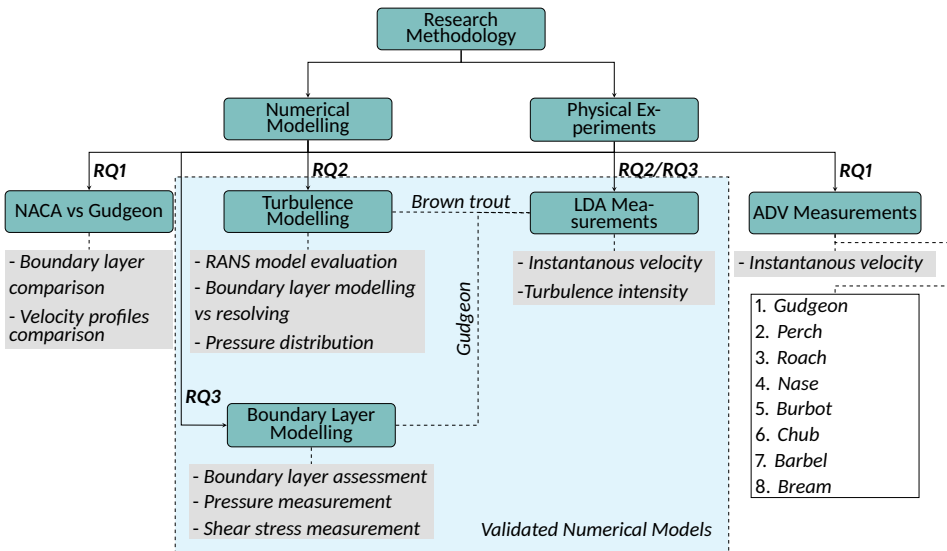 Research
Methodology
Numerical
Modelling
Physical Ex-
periments
RQ1
RQ2
RQ2/RQ3
RQ1
NACA vs Gudgeon
Turbulence
Modelling
Brown trout
LDA Mea-
surements
ADV Measurements
- Boundary layer
comparison
- Velocity profiles
comparison
- RANS model evaluation
- Boundary layer modelling
vs resolving
- Pressure distribution
Gudgeon
- Instantanous velocity
-Turbulence intensity
- Instantanous velocity
1. Gudgeon
2. Perch
3. Roach
4. Nase
5. Burbot
6. Chub
7. Barbel
8. Bream
RQ3
Boundary Layer
Modelling
- Boundary layer assessment
- Pressure measurement
- Shear stress measurement
Validated Numerical Models